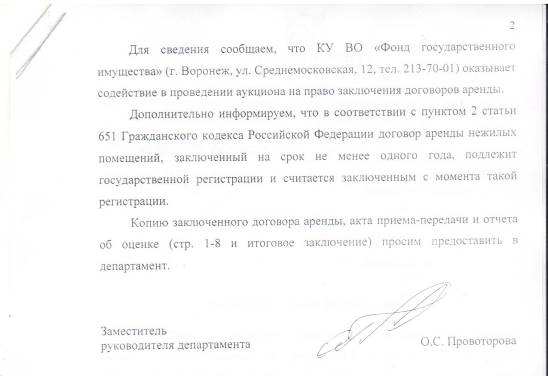 2
Для сведения сообщаем, что КУ ВО «Фонд государственного
имущества» (г. Воронеж, ул. Среднемосковская, 12, тел. 213-70-01) оказывает
содействие в проведении аукциона на право заключения договоров аренды.
Дополнительно информируем, что в соответствии с пунктом 2 статьи
651 Гражданского кодекса Российской Федерации договор аренды нежилых
помещений, заключенный на срок не менее одного года, подлежит
государственной регистрации и считается заключенным с момента такой
регистрации.
Копию заключенного договора аренды, акта приема-передачи и отчета
об оценке (стр. 1-8 и итоговое заключение) просим предоставить в
департамент.
Заместитель
руководителя департамента
О.С. Провоторова